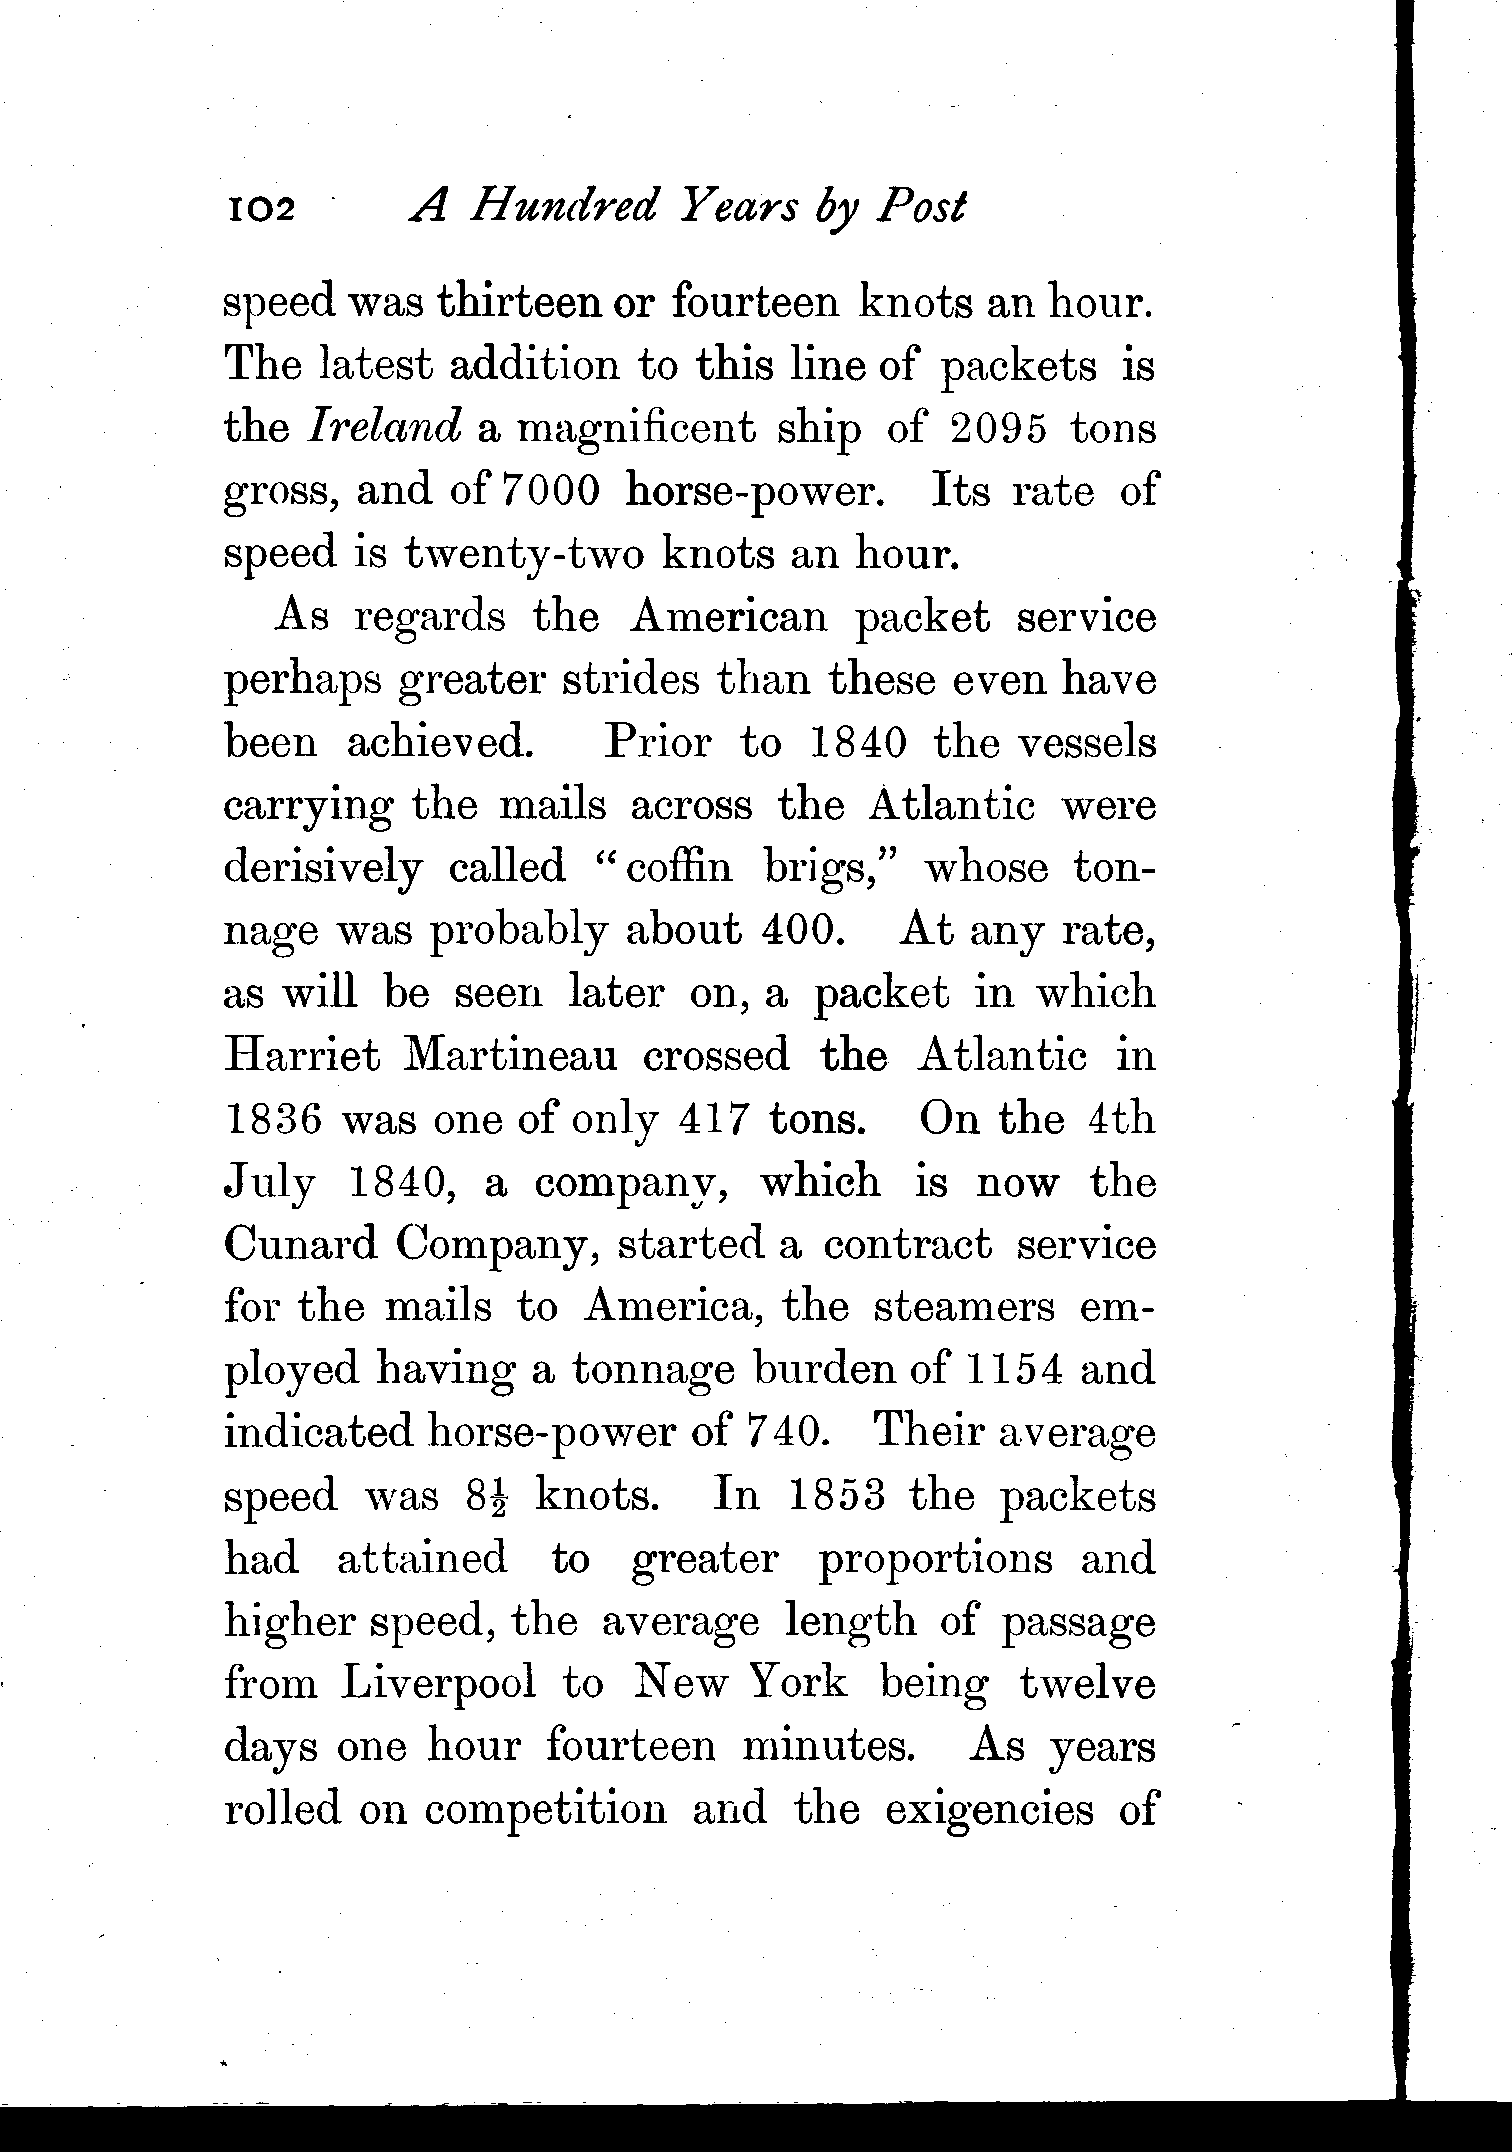 102 A Hundred Years by Post
speed was thirteen or fourteen knots an hour.
The latest addition to this line of packets is
the Ireland a magnificent ship of 2095 tons
gross, and of 7000 horse-power. Its rate of
speed is twenty-two knots an hour.
As regards the American packet service
perhaps greater strides than these even have
been achieved. Prior to 1840 the vessels
carrying the mails across the Atlantic were
derisively called “coffin brigs,” whose ton-
nage was probably about 400. At any rate,
as will be seen later on, a packet in which
Harriet Martineau crossed the Atlantic in
1836 was one of only 417 tons. On the 4th
July 1840, a company, which is now the
Cunard Company, started a contract service
for the mails to America, the steamers em-
ployed having a tonnage burden of 1154 and
indicated horse-power of 740. Their average
speed was 8½ knots. In 1853 the packets
had attained to greater proportions and
higher speed, the average length of passage
from Liverpool to New York being twelve
days one hour fourteen minutes. As years
rolled on competition and the exigencies of